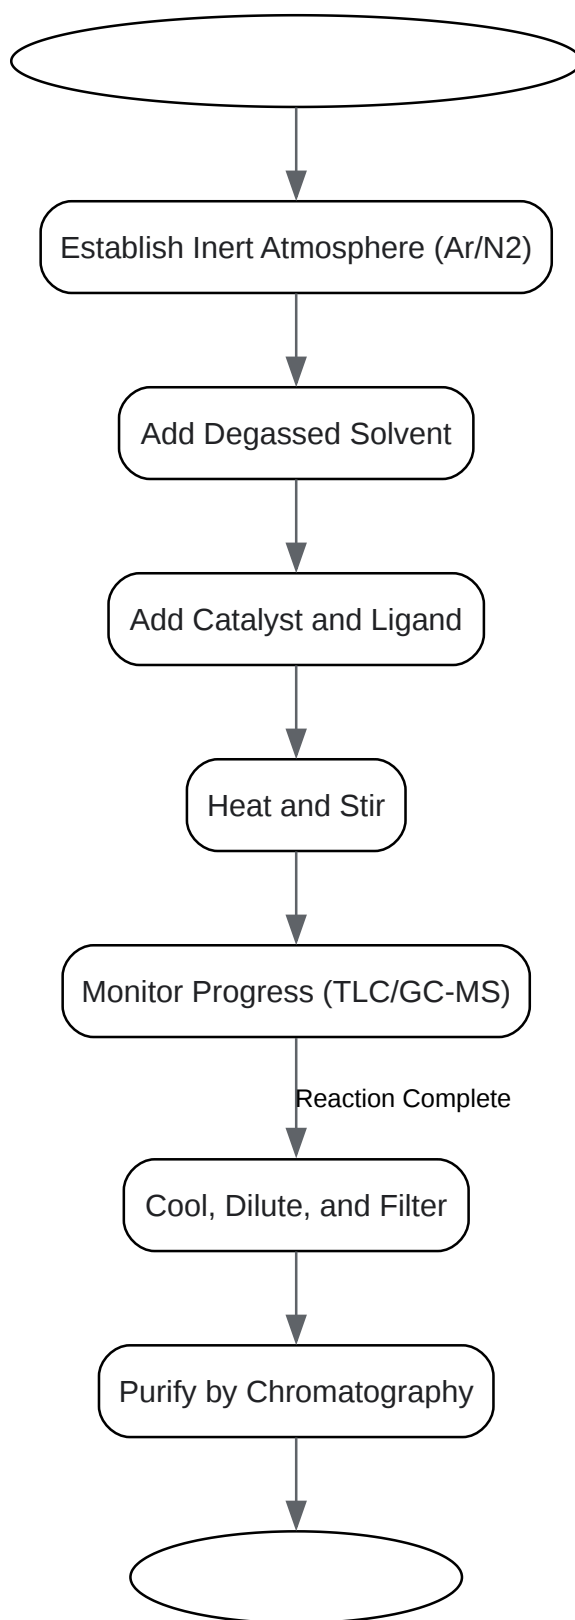 Establish Inert Atmosphere (Ar/N2)
Add Degassed Solvent
Add Catalyst and Ligand
Heat and Stir
Monitor Progress (TLC/GC-MS)
Reaction Complete
Cool, Dilute, and Filter
Purify by Chromatography